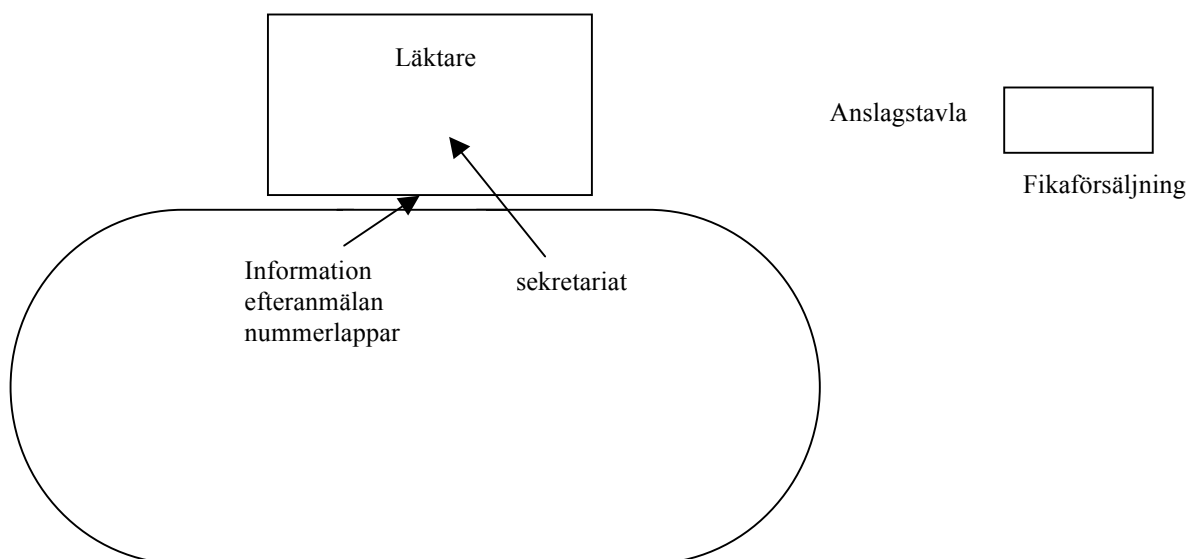 Läktare
Anslagstavla
Fikaförsäljning
Information
efteranmälan
nummerlappar
sekretariat